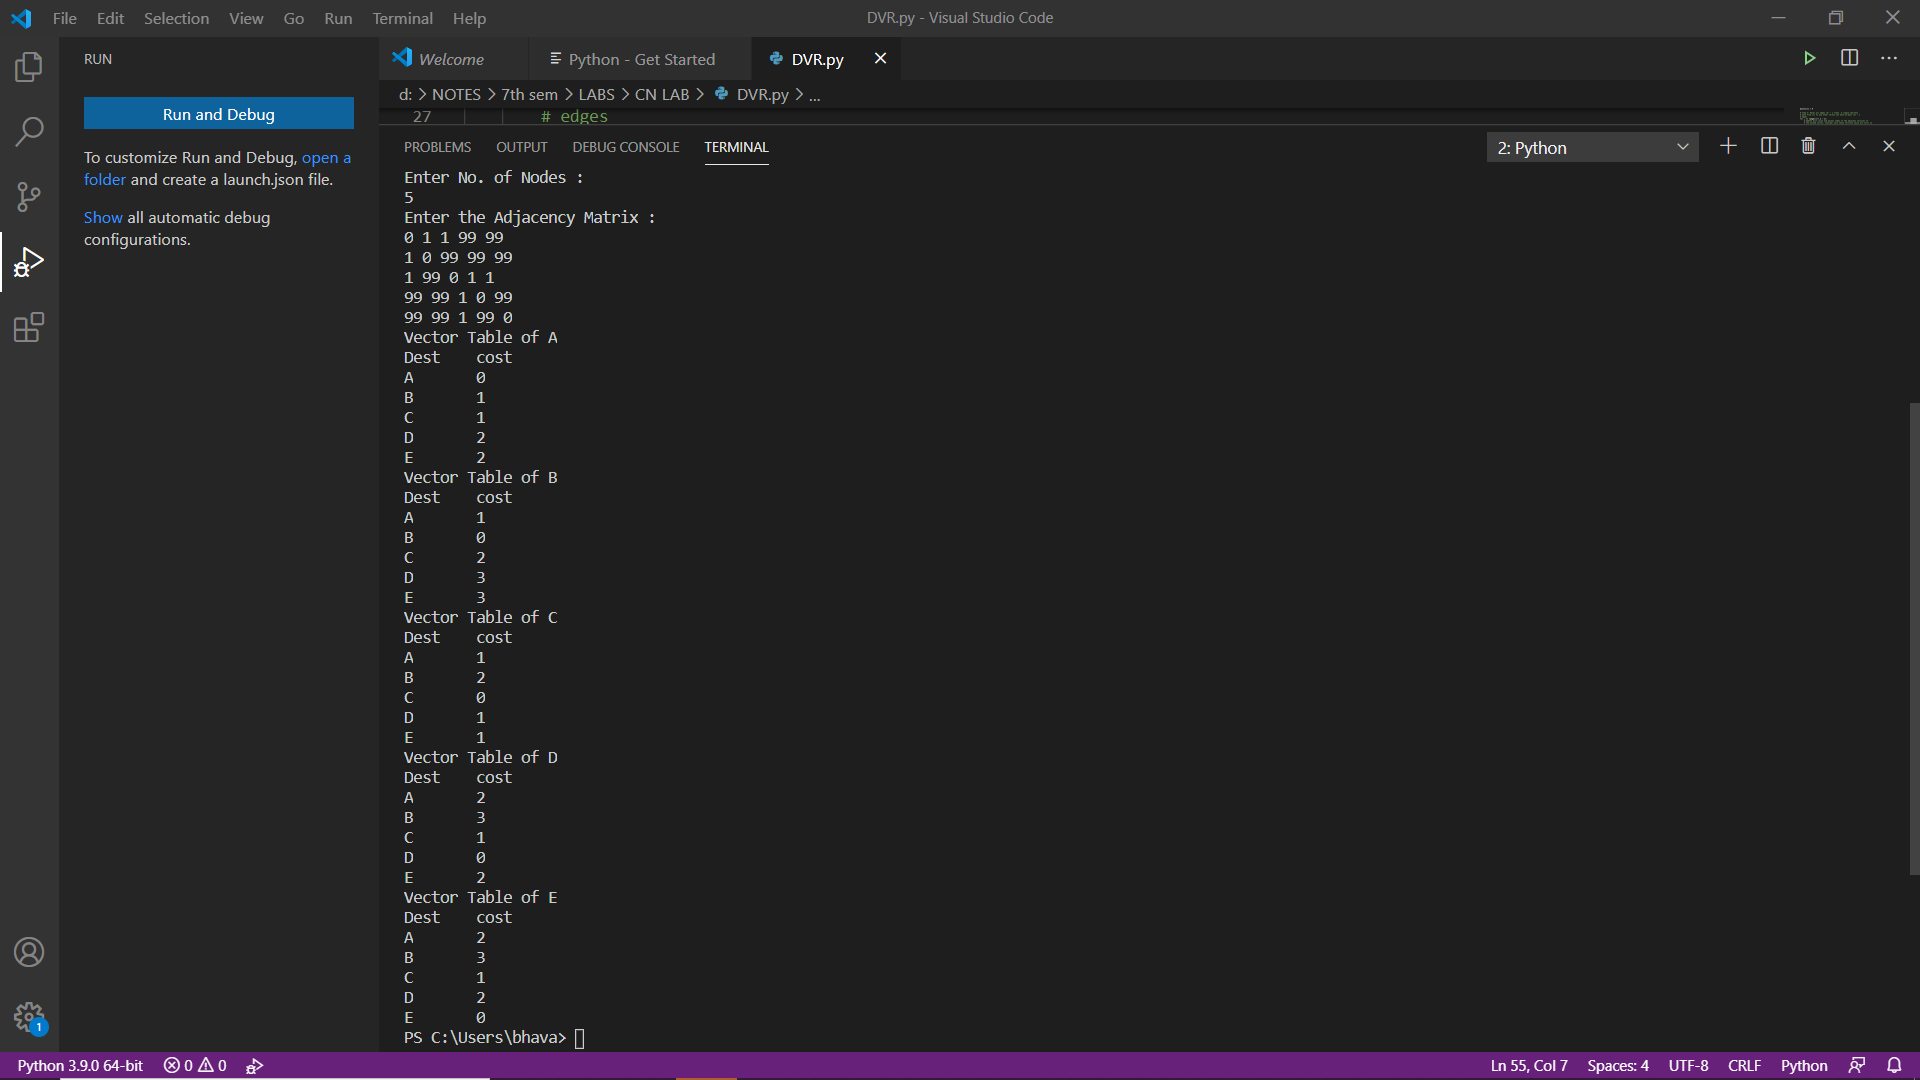 File Edit Selection View Go Run Terminal Help
DVR.py - Visual Studio Code
RUN
Welcome
Python - Get Started
DVR.py
Run and Debug
d: > NOTES > 7th sem > LABS > CN LAB > DVR.py > ...
27 # edges
To customize Run and Debug, open a
folder and create a launch.json file.
Show all automatic debug
configurations.
PROBLEMS OUTPUT DEBUG CONSOLE TERMINAL
2: Python
Enter No. of Nodes :
5
Enter the Adjacency Matrix :
0 1 1 99 99
1 0 99 99 99
1 99 0 1 1
99 99 1 0 99
99 99 1 99 0
Vector Table of A
Dest cost
A 0
B 1
C 1
D 2
E 2
Vector Table of B
Dest cost
A 1
B 0
C 2
D 3
E 3
Vector Table of C
Dest cost
A 1
B 2
C 0
D 1
E 1
Vector Table of D
Dest cost
A 2
B 3
C 1
D 0
E 2
Vector Table of E
Dest cost
A 2
B 3
C 1
D 2
E 0
PS C:\Users\bhava>
1
Python 3.9.0 64-bit 0 0
Ln 55, Col 7 Spaces: 4 UTF-8 CRLF Python